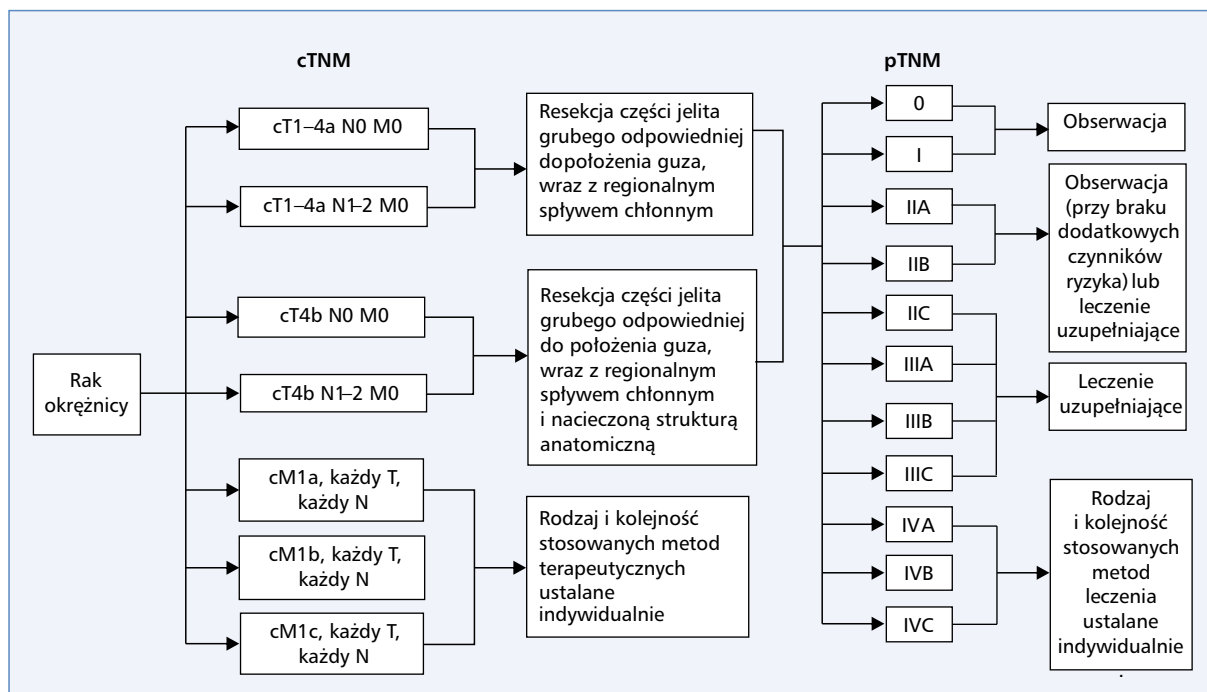 cTNM
pTNM
Rak
okrężnicy
cT1–4a N0 M0
cT1–4a N1–2 M0
cT4b N0 M0
cT4b N1–2 M0
cM1a, każdy T,
każdy N
cM1b, każdy T,
każdy N
cM1c, każdy T,
każdy N
Resekcja części jelita
grubego odpowiedniej
dopołożenia guza,
wraz z regionalnym
spływem chłonnym
Resekcja części jelita
grubego odpowiedniej
do położenia guza,
wraz z regionalnym
spływem chłonnym
i nacieczoną strukturą
anatomiczną
Rodzaj i kolejność
stosowanych metod
terapeutycznych
ustalane
indywidualnie
0
I
IIA
IIB
IIC
IIIA
IIIB
IIIC
IVA
IVB
IVC
Obserwacja
Obserwacja
(przy braku
dodatkowych
czynników
ryzyka) lub
leczenie
uzupełniające
Leczenie
uzupełniające
Rodzaj
i kolejność
stosowanych
metod
leczenia
ustalane
indywidualnie
.